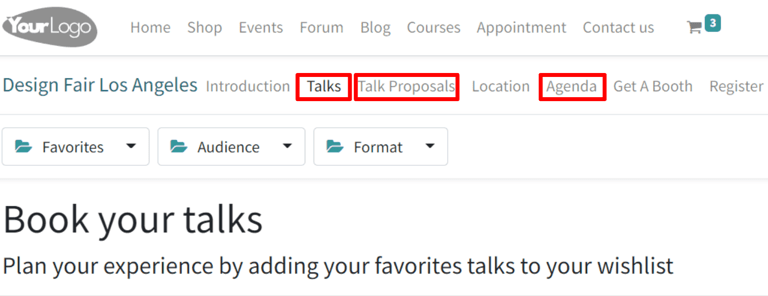 YourLogo Home Shop Events Forum Blog Courses Appointment Contact us 3
Design Fair Los Angeles Introduction Talks Talk Proposals Location Agenda Get A Booth Register
Favorites Audience Format
Book your talks
Plan your experience by adding your favorites talks to your wishlist